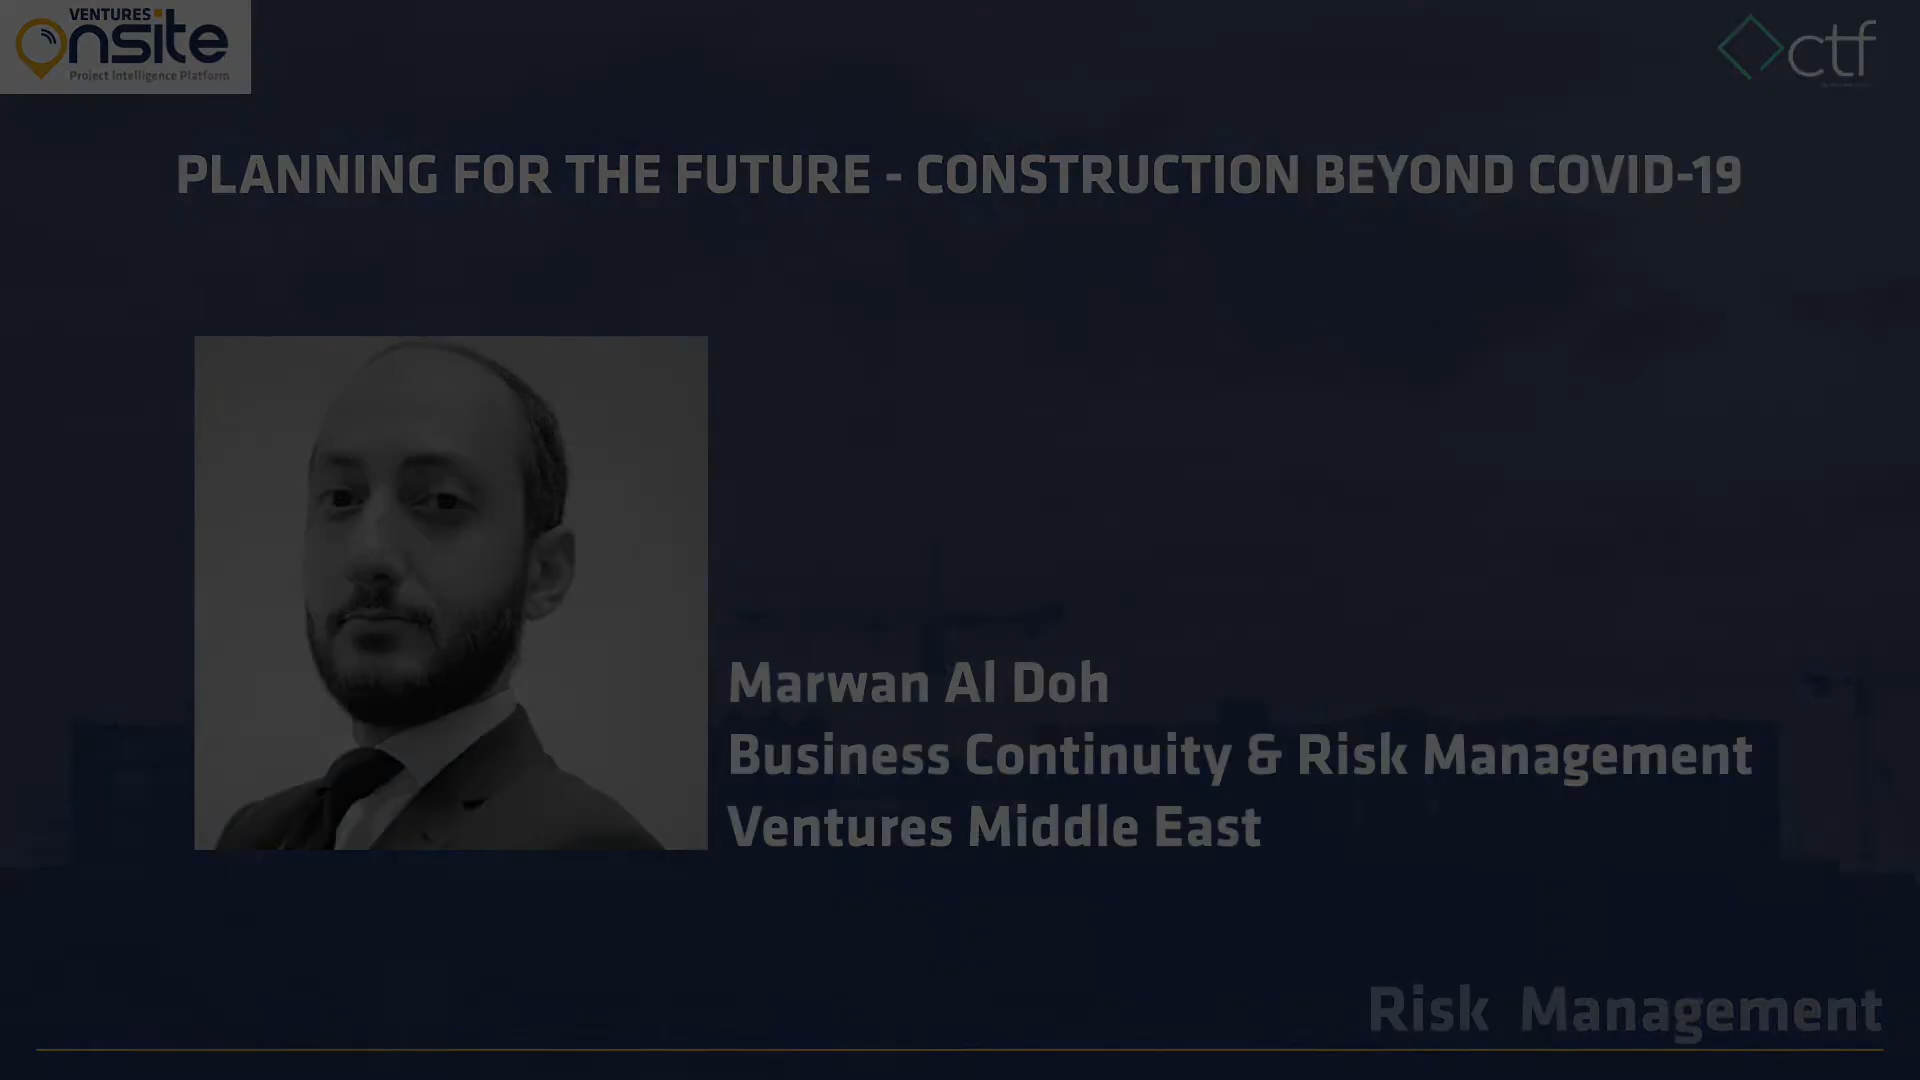 VENTURES
Onsite
Project Intelligence Platform
ctf
PLANNING FOR THE FUTURE - CONSTRUCTION BEYOND COVID-19
Marwan Al Doh
Business Continuity & Risk Management
Ventures Middle East
Risk Management